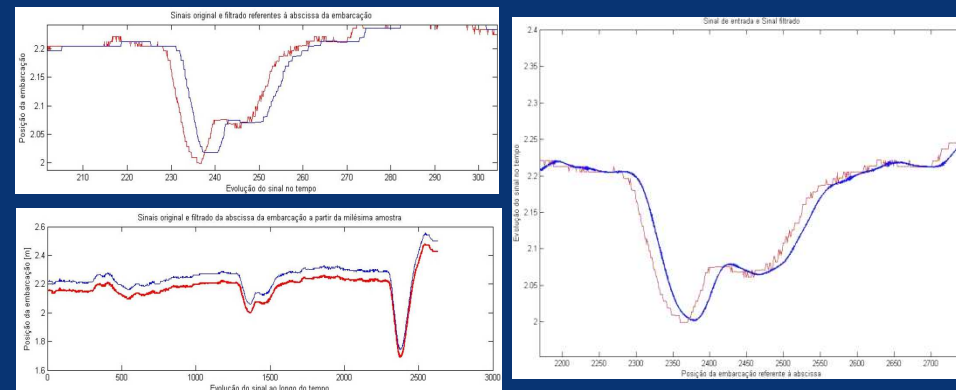 Sinais original e filtrado referentes à abscissa da embarcação
Posição da embarcação
2.2
2.15
2.1
2.05
2
210 220 230 240 250 260 270 280 290 300
Evolução do sinal no tempo
Sinais original e filtrado da abscissa da embarcação a partir da milésima amostra
Posição da embarcação [m]
2.6
2.4
2.2
2
1.8
1.6
0 500 1000 1500 2000 2500 3000
Evolução do sinal ao longo do tempo
Sinal de entrada e Sinal filtrado
Evolução do sinal no tempo
2.4
2.3
2.25
2.2
2.15
2.1
2.05
2
2200 2250 2300 2350 2400 2450 2500 2550 2600 2650 2700
Posição da embarcação referente à abscissa